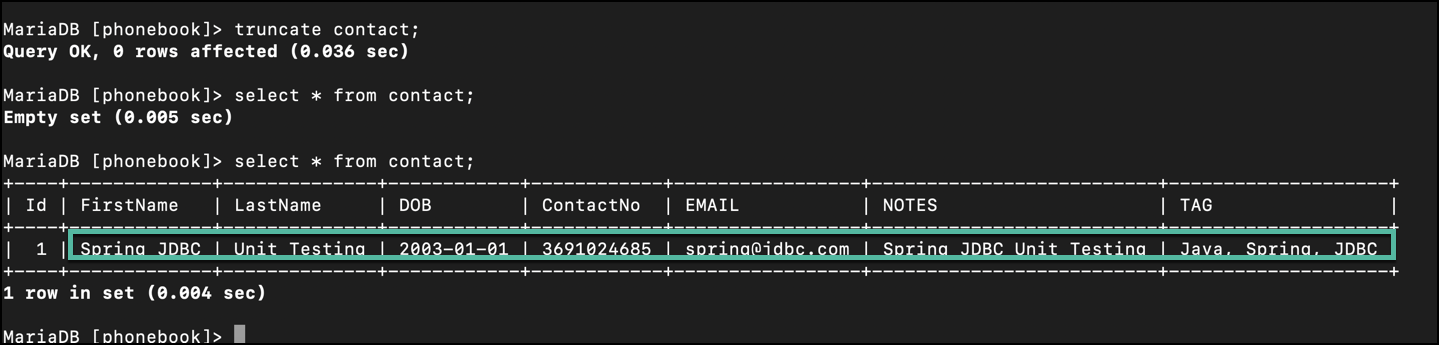 MariaDB [phonebook]> truncate contact;
Query OK, 0 rows affected (0.036 sec)
MariaDB [phonebook]> select * from contact;
Empty set (0.005 sec)
MariaDB [phonebook]> select * from contact;
+----+-------------+--------------+------------+------------+-----------------+--------------------------+--------------------+
| Id | FirstName   | LastName     | DOB        | ContactNo  | EMAIL           | NOTES                    | TAG                |
+----+-------------+--------------+------------+------------+-----------------+--------------------------+--------------------+
|  1 | Spring JDBC | Unit Testing | 2003-01-01 | 3691024685 | spring@jdbc.com | Spring JDBC Unit Testing | Java, Spring, JDBC
+----+-------------+--------------+------------+------------+-----------------+--------------------------+--------------------+
1 row in set (0.004 sec)
MariaDB [phonebook]>